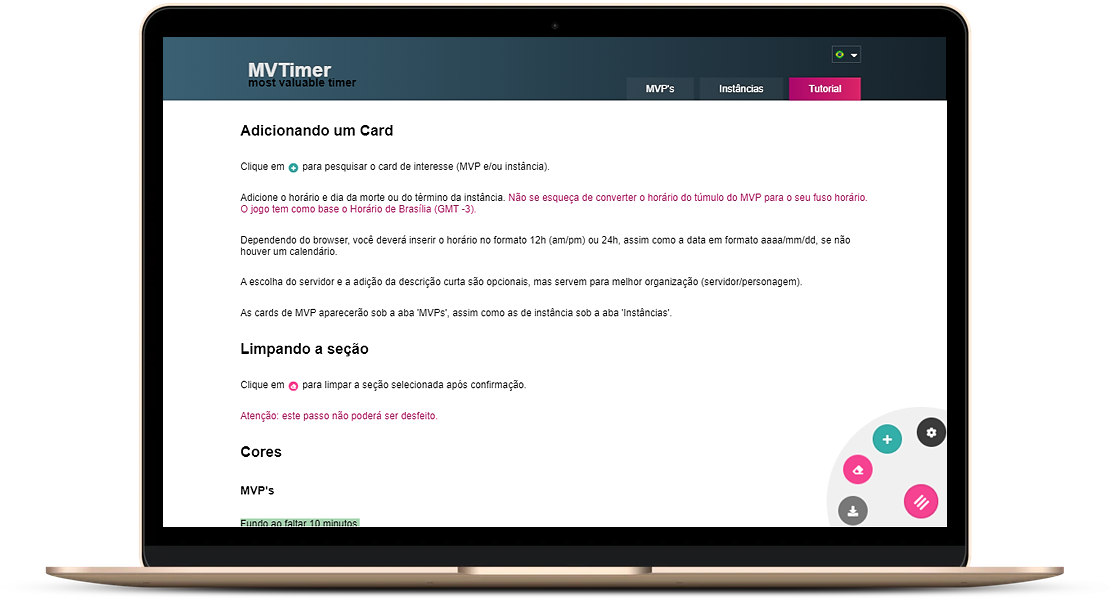 MVTimer
most valuable timer
MVP's
Instâncias
Tutorial
Adicionando um Card
Clique em para pesquisar o card de interesse (MVP e/ou instância).
Adicione o horário e dia da morte ou do término da instância. Não se esqueça de converter o horário do túmulo do MVP para o seu fuso horário.
O jogo tem como base o Horário de Brasília (GMT -3).
Dependendo do browser, você deverá inserir o horário no formato 12h (am/pm) ou 24h, assim como a data em formato aaaa/mm/dd, se não
houver um calendário.
A escolha do servidor e a adição da descrição curta são opcionais, mas servem para melhor organização (servidor/personagem).
As cards de MVP aparecerão sob a aba 'MVPs', assim como as de instância sob a aba 'Instâncias'.
Limpando a seção
Clique em para limpar a seção selecionada após confirmação.
Atenção: este passo não poderá ser desfeito.
Cores
MVP's
Fundo ao faltar 10 minutos.